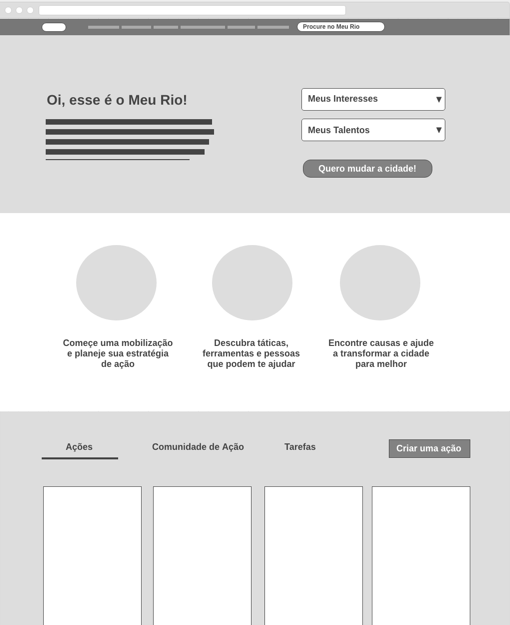 Procure no Meu Rio
Oi, esse é o Meu Rio!
Meus Interesses
Meus Talentos
Quero mudar a cidade!
Começe uma mobilização
e planeje sua estratégia
de ação
Descubra táticas,
ferramentas e pessoas
que podem te ajudar
Encontre causas e ajude
a transformar a cidade
para melhor
Ações
Comunidade de Ação
Tarefas
Criar uma ação